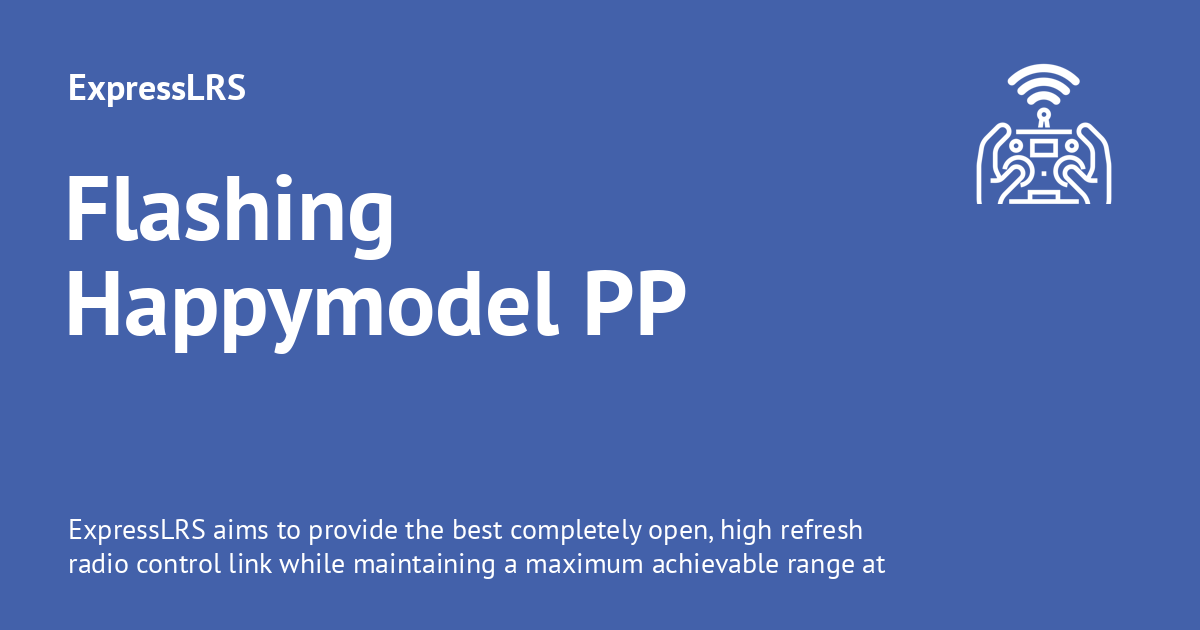 ExpressLRS
Flashing
Happymodel PP
ExpressLRS aims to provide the best completely open, high refresh
radio control link while maintaining a maximum achievable range at